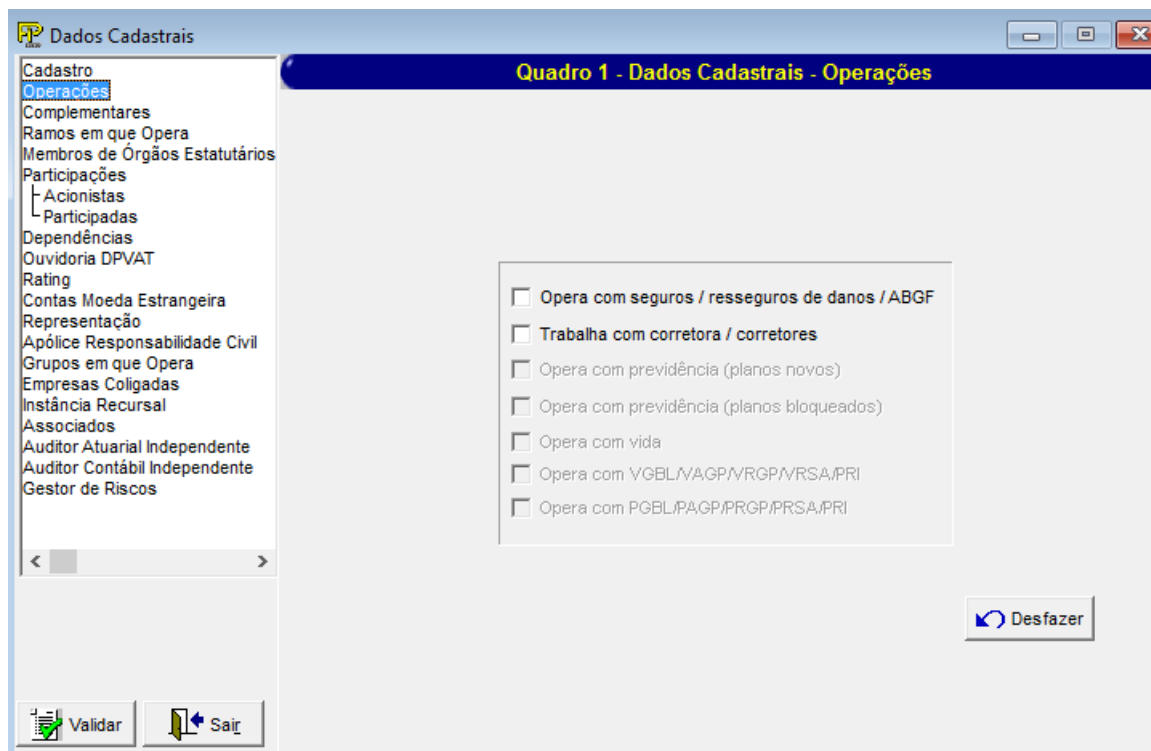 Dados Cadastrais
Cadastro
Operações
Complementares
Ramos em que Opera
Membros de Órgãos Estatutários
Participações
Acionistas
Participadas
Dependências
Ouvidoria DPVAT
Rating
Contas Moeda Estrangeira
Representação
Apólice Responsabilidade Civil
Grupos em que Opera
Empresas Coligadas
Instância Recursal
Associados
Auditor Atuarial Independente
Auditor Contábil Independente
Gestor de Riscos
Validar
Sair
Quadro 1 - Dados Cadastrais - Operações
Opera com seguros / resseguros de danos / ABGF
Trabalha com corretora / corretores
Opera com previdência (planos novos)
Opera com previdência (planos bloqueados)
Opera com vida
Opera com VGBL/VAGP/VRGP/VRSA/PRI
Opera com PGBL/PAGP/PRGP/PRSA/PRI
Desfazer